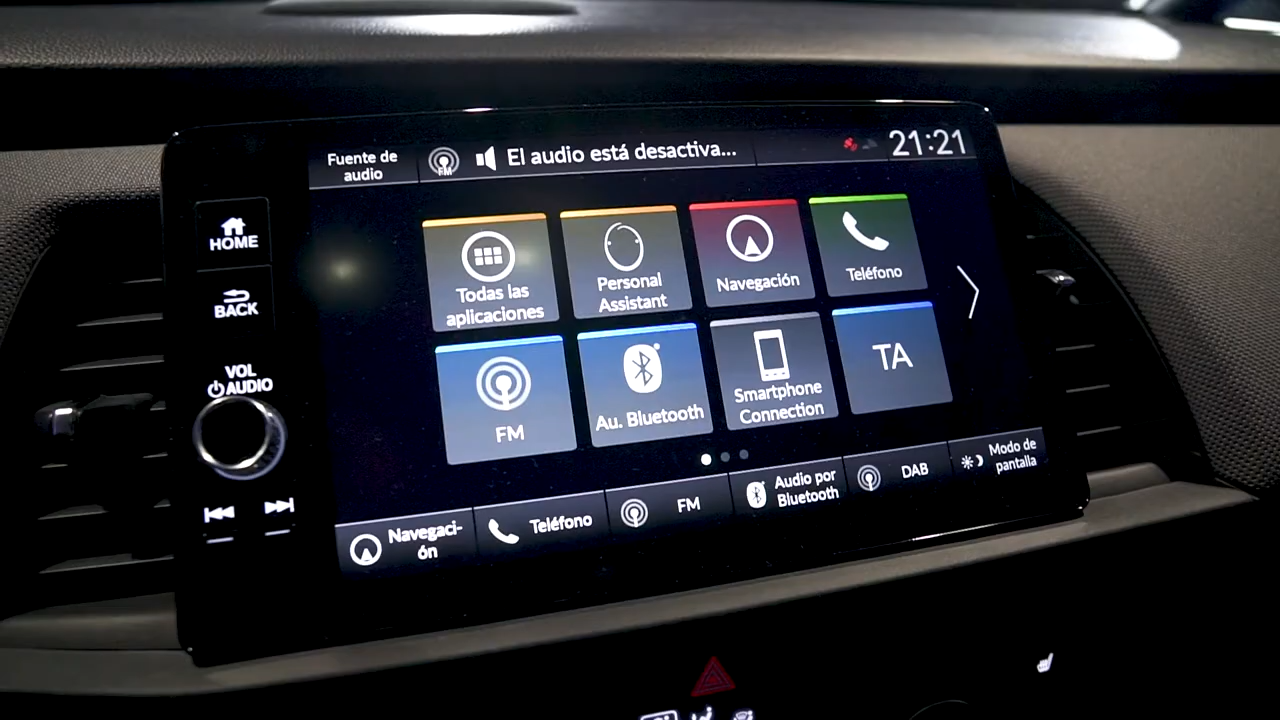 Fuente de
audio
FM
El audio está desactiva...
21:21
HOME
BACK
VOL
AUDIO
Todas las
aplicaciones
Personal
Assistant
Navegación
Teléfono
FM
Au. Bluetooth
Smartphone
Connection
TA
Navegaci-
ón
Teléfono
FM
Audio por
Bluetooth
DAB
Modo de
pantalla